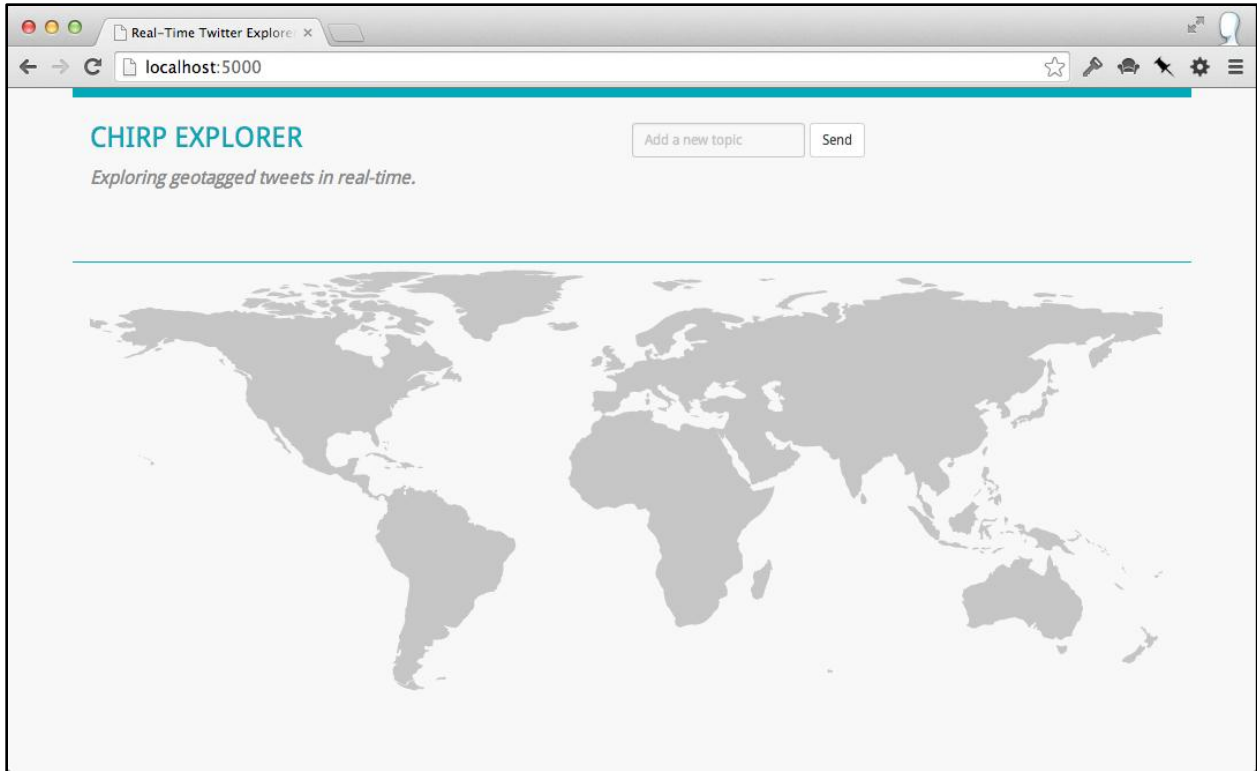 Real-Time Twitter Explore
localhost:5000
CHIRP EXPLORER
Add a new topic
Send
Exploring geotagged tweets in real-time.